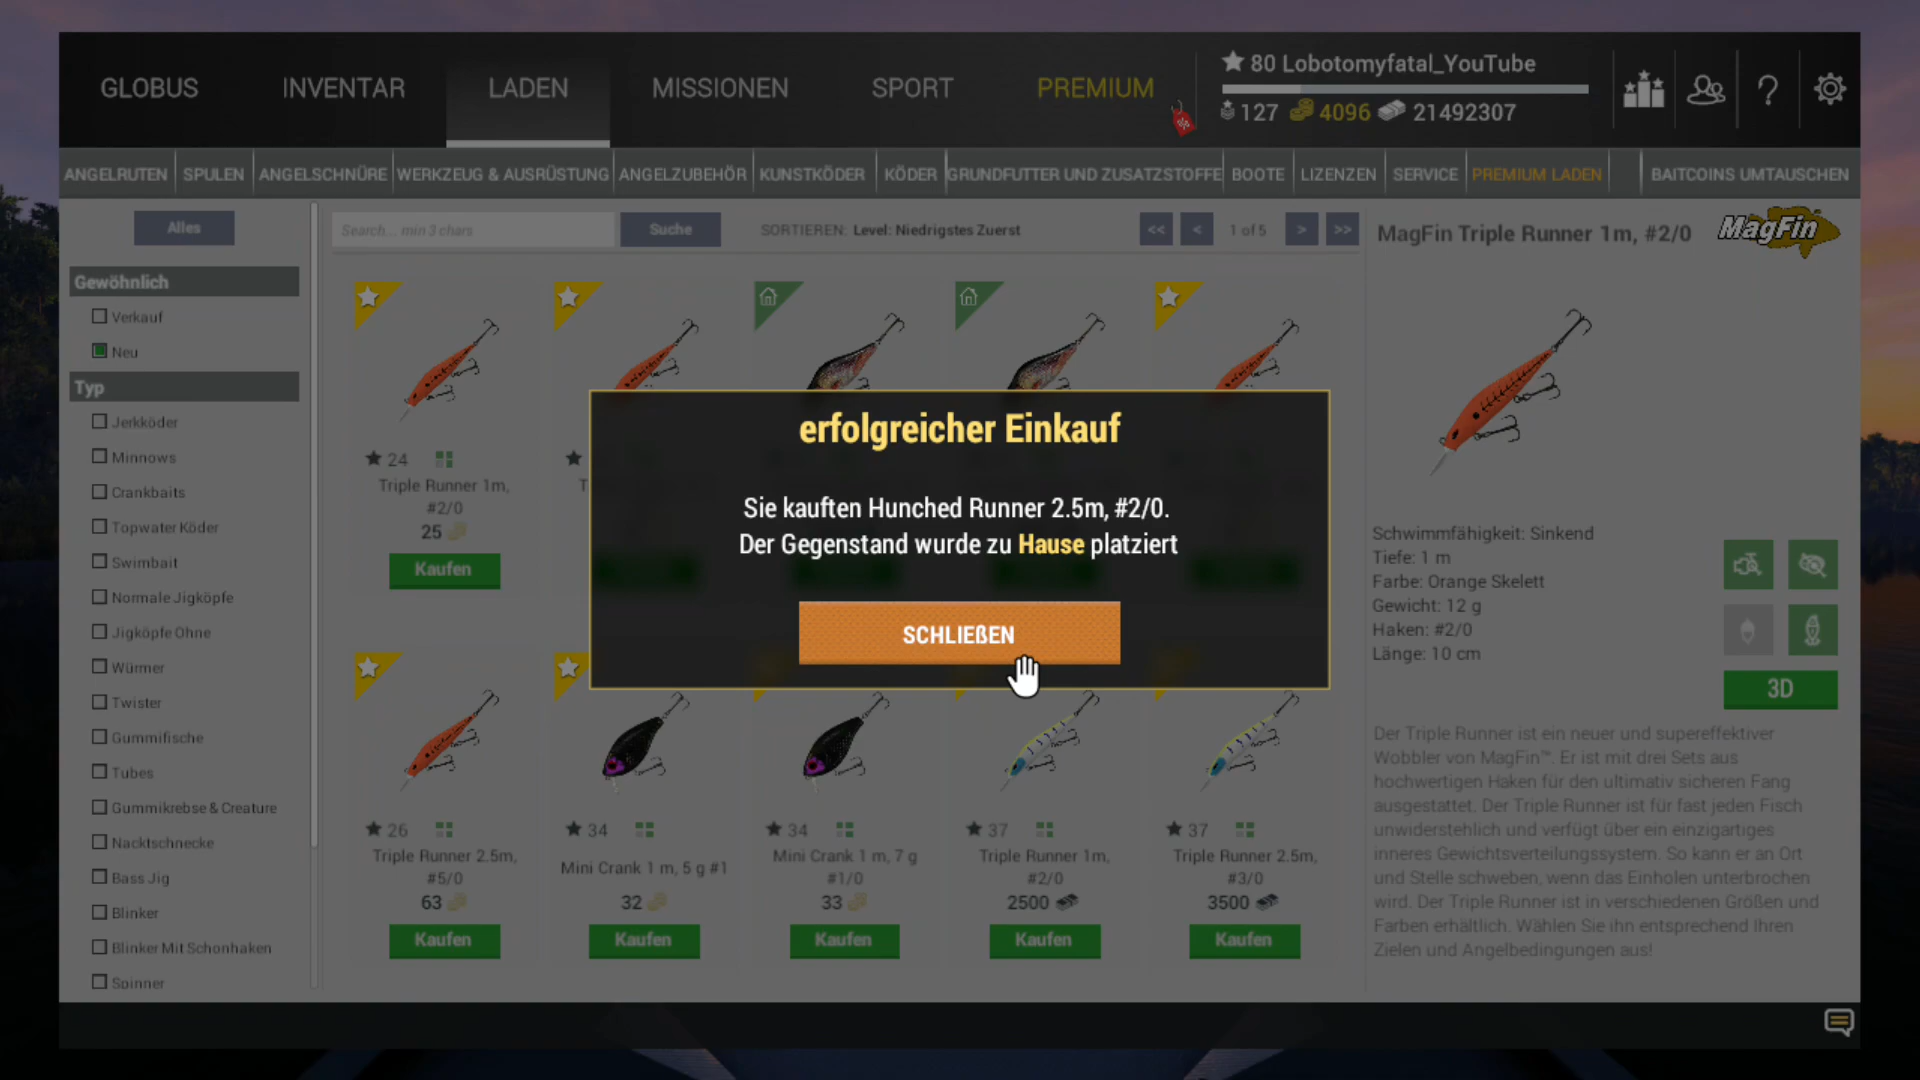 GLOBUS
INVENTAR
LADEN
MISSIONEN
SPORT
PREMIUM
80 Lobotomyfatal_YouTube
127 4096 21492307
ANGELRUTEN
SPULEN
ANGELSCHNÜRE
WERKZEUG & AUSRÜSTUNG
ANGELZUBEHÖR
KUNSTKÖDER
KÖDER
GRUNDFUTTER UND ZUSATZSTOFFE
BOOTE
LIZENZEN
SERVICE
PREMIUM LADEN
BAITCOINS UMTAUSCHEN
Alles
Gewöhnlich
Verkauf
Neu
Typ
Jerkköder
Minnows
Crankbaits
Topwater Köder
Swimbait
Normale Jigköpfe
Jigköpfe Ohne
Würmer
Twister
Gummifische
Tubes
Gummikrebse & Creature
Nacktschnecke
Bass Jig
Blinker
Blinker Mit Schonhaken
Spinner
Search... min 3 chars
Suche
SORTIEREN: Level: Niedrigstes Zuerst
<< < 1 of 5 > >>
24
Triple Runner 1m,
#2/0
25
Kaufen
erfolgreicher Einkauf
Sie kauften Hunched Runner 2.5m, #2/0.
Der Gegenstand wurde zu Hause platziert
SCHLIEßEN
26
Triple Runner 2.5m,
#5/0
63
Kaufen
34
Mini Crank 1 m, 5 g #1
32
Kaufen
34
Mini Crank 1 m, 7 g
#1/0
33
Kaufen
37
Triple Runner 1m,
#2/0
2500
Kaufen
37
Triple Runner 2.5m,
#3/0
3500
Kaufen
MagFin Triple Runner 1m, #2/0
MagFin
Schwimmfähigkeit: Sinkend
Tiefe: 1 m
Farbe: Orange Skelett
Gewicht: 12 g
Haken: #2/0
Länge: 10 cm
3D
Der Triple Runner ist ein neuer und supereffektiver
Wobbler von MagFin™. Er ist mit drei Sets aus
hochwertigen Haken für den ultimativ sicheren Fang
ausgestattet. Der Triple Runner ist für fast jeden Fisch
unwiderstehlich und verfügt über ein einzigartiges
inneres Gewichtsverteilungssystem. So kann er an Ort
und Stelle schweben, wenn das Einholen unterbrochen
wird. Der Triple Runner ist in verschiedenen Größen und
Farben erhältlich. Wählen Sie ihn entsprechend Ihren
Zielen und Angelbedingungen aus!